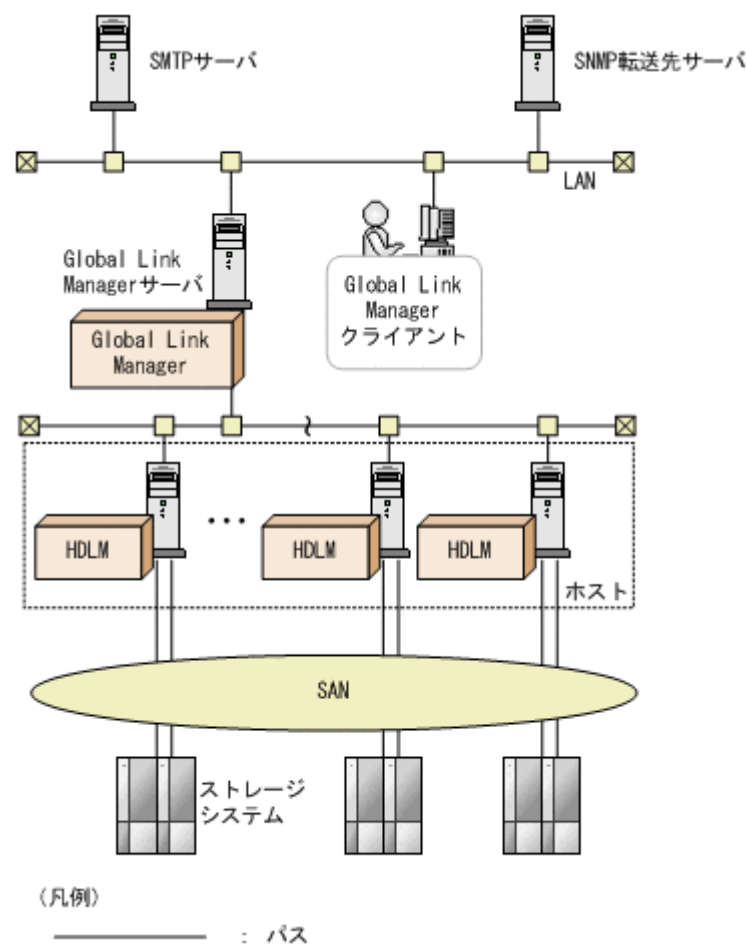 SMTPサーバ
SNMP転送先サーバ
LAN
Global Link
Managerサーバ
Global Link
Manager
Global Link
Manager
クライアント
HDLM
･･･
HDLM
HDLM
ホスト
SAN
ストレージ
システム
(凡例)
: パス